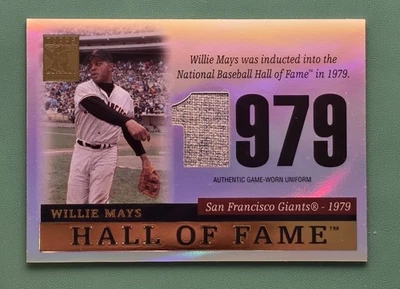 Willie Mays was inducted into the
National Baseball Hall of Fame™ in 1979.
1979
AUTHENTIC GAME-WORN UNIFORM
WILLIE MAYS
San Francisco Giants® - 1979
HALL OF FAME™